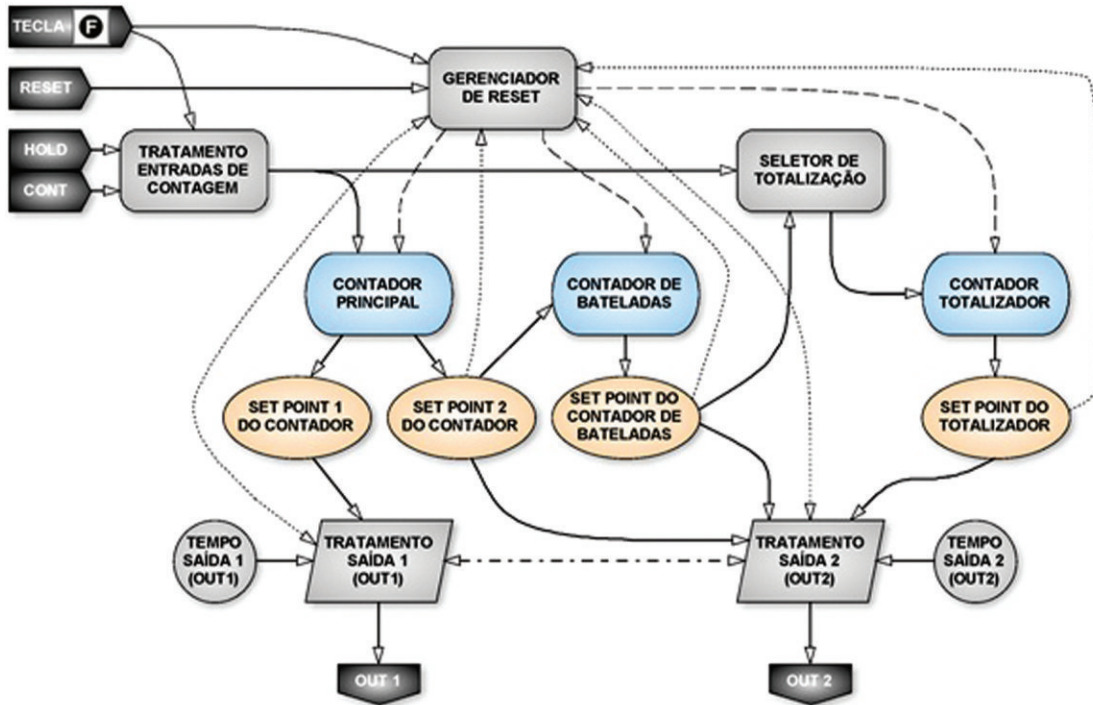 TECLA F
GERENCIADOR
DE RESET
RESET
HOLD
CONT
TRATAMENTO
ENTRADAS DE
CONTAGEM
SELETOR DE
TOTALIZAÇÃO
CONTADOR
PRINCIPAL
CONTADOR DE
BATELADAS
CONTADOR
TOTALIZADOR
SET POINT 1
DO CONTADOR
SET POINT 2
DO CONTADOR
SET POINT DO
CONTADOR DE
BATELADAS
SET POINT DO
TOTALIZADOR
TEMPO
SAÍDA 1
(OUT1)
TRATAMENTO
SAÍDA 1
(OUT1)
TRATAMENTO
SAÍDA 2
(OUT2)
TEMPO
SAÍDA 2
(OUT2)
OUT 1
OUT 2